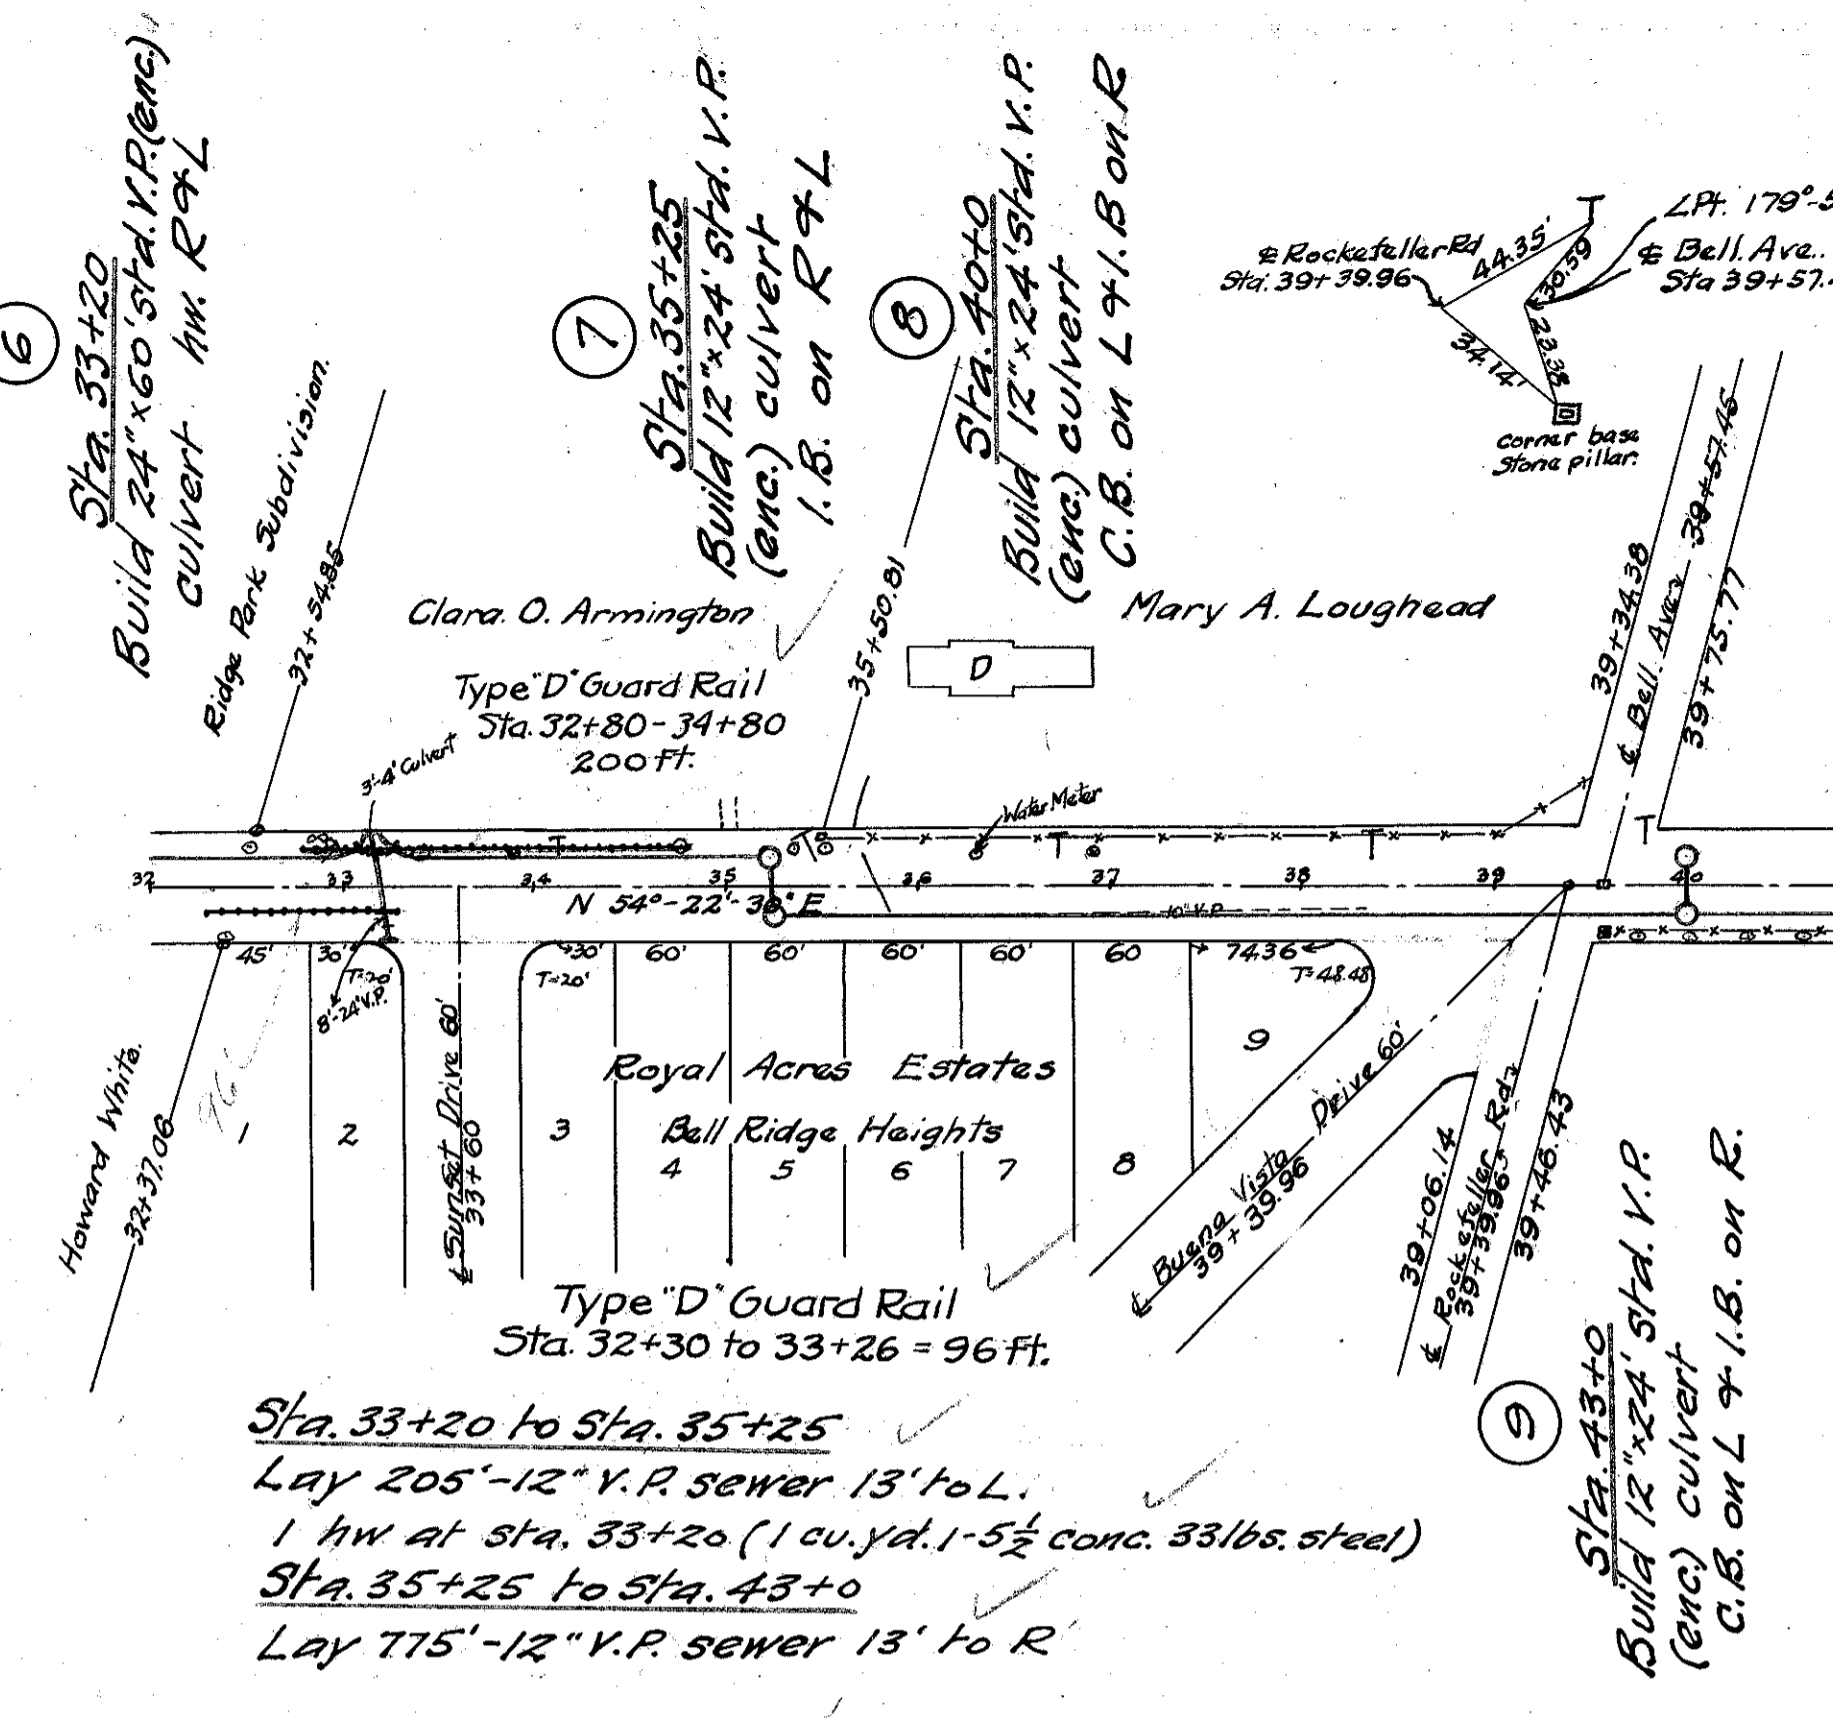 6
Sta. 33+20
Build 24"x60' Std. V.P. (enc.)
culvert hw. R & L
7
Sta. 35+25
Build 12"x24' Std. V.P.
(enc.) culvert
I.B. on R & L
8
Sta. 40+0
Build 12"x24' Std. V.P.
(enc.) culvert
C.B. on L & I.B on R
℄ Rockefeller Rd
Sta. 39+39.96
44.35'
30.59
34.14'
23.38
∠Pt. 179°-5
℄ Bell. Ave..
Sta 39+57.4
corner base
Stone pillar.
Ridge Park Subdivision.
32+54.85
Clara. O. Armington
Type "D" Guard Rail
Sta. 32+80-34+80
200 ft.
3'-4' Culvert
35+50.81
D
Mary A. Loughead
Water Meter
39+34.38
℄ Bell. Ave 39+57.45
39+75.77
32 33 34 35 36 37 38 39 40
N 54°-22'-30" E
10" V.P.
45' 30' 30' 60' 60' 60' 60' 60 74.36
T=20' T=20' T=48.48
8'-24" V.P.
96
Howard White.
32+37.06
℄ Sunset Drive 60'
33+60
Royal Acres Estates
Bell Ridge Heights
1 2 3 4 5 6 7 8 9
℄ Buena Vista Drive 60'
39+39.96
39+06.14
℄ Rockefeller Rd
39+39.96
39+46.43
Type "D" Guard Rail
Sta. 32+30 to 33+26 = 96 ft.
Sta. 33+20 to Sta. 35+25
Lay 205'-12" V.P. sewer 13' to L.
1 hw at sta. 33+20 (1 cu.yd. 1-5½ conc. 33 lbs. steel)
Sta. 35+25 to Sta. 43+0
Lay 775'-12" V.P. sewer 13' to R
9
Sta. 43+0
Build 12"x24' std. V.P.
(enc.) culvert
C.B. on L & I.B. on R.